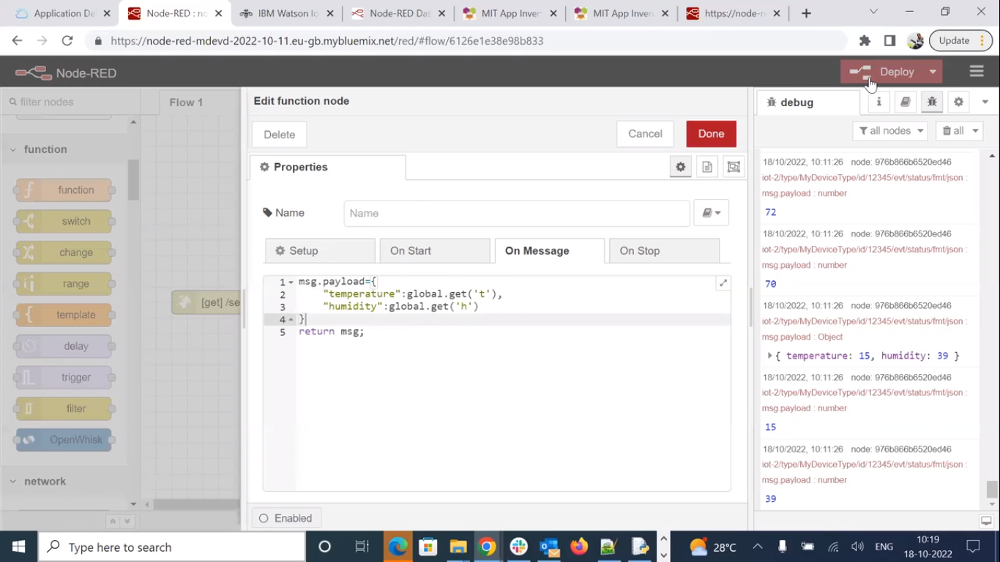 Application De
Node-RED : no
IBM Watson Io
Node-RED Das
MIT App Inven
MIT App Inven
https://node-r
https://node-red-mdevd-2022-10-11.eu-gb.mybluemix.net/red/#flow/6126e1e38e98b833
Update
Node-RED
Deploy
filter nodes
Flow 1
Edit function node
debug
i
Delete
Cancel
Done
all nodes
all
function
Properties
function
switch
change
range
template
delay
trigger
filter
OpenWhisk
network
[get] /se
Name
Name
Setup
On Start
On Message
On Stop
1 msg.payload={
2 "temperature":global.get('t'),
3 "humidity":global.get('h')
4 }
5 return msg;
Enabled
18/10/2022, 10:11:26 node: 976b866b6520ed46
iot-2/type/MyDeviceType/id/12345/evt/status/fmt/json :
msg.payload : number
72
18/10/2022, 10:11:26 node: 976b866b6520ed46
iot-2/type/MyDeviceType/id/12345/evt/status/fmt/json :
msg.payload : number
70
18/10/2022, 10:11:26 node: 976b866b6520ed46
iot-2/type/MyDeviceType/id/12345/evt/status/fmt/json :
msg.payload : Object
{ temperature: 15, humidity: 39 }
18/10/2022, 10:11:26 node: 976b866b6520ed46
iot-2/type/MyDeviceType/id/12345/evt/status/fmt/json :
msg.payload : number
15
18/10/2022, 10:11:26 node: 976b866b6520ed46
iot-2/type/MyDeviceType/id/12345/evt/status/fmt/json :
msg.payload : number
39
Type here to search
28°C
ENG
10:19
18-10-2022